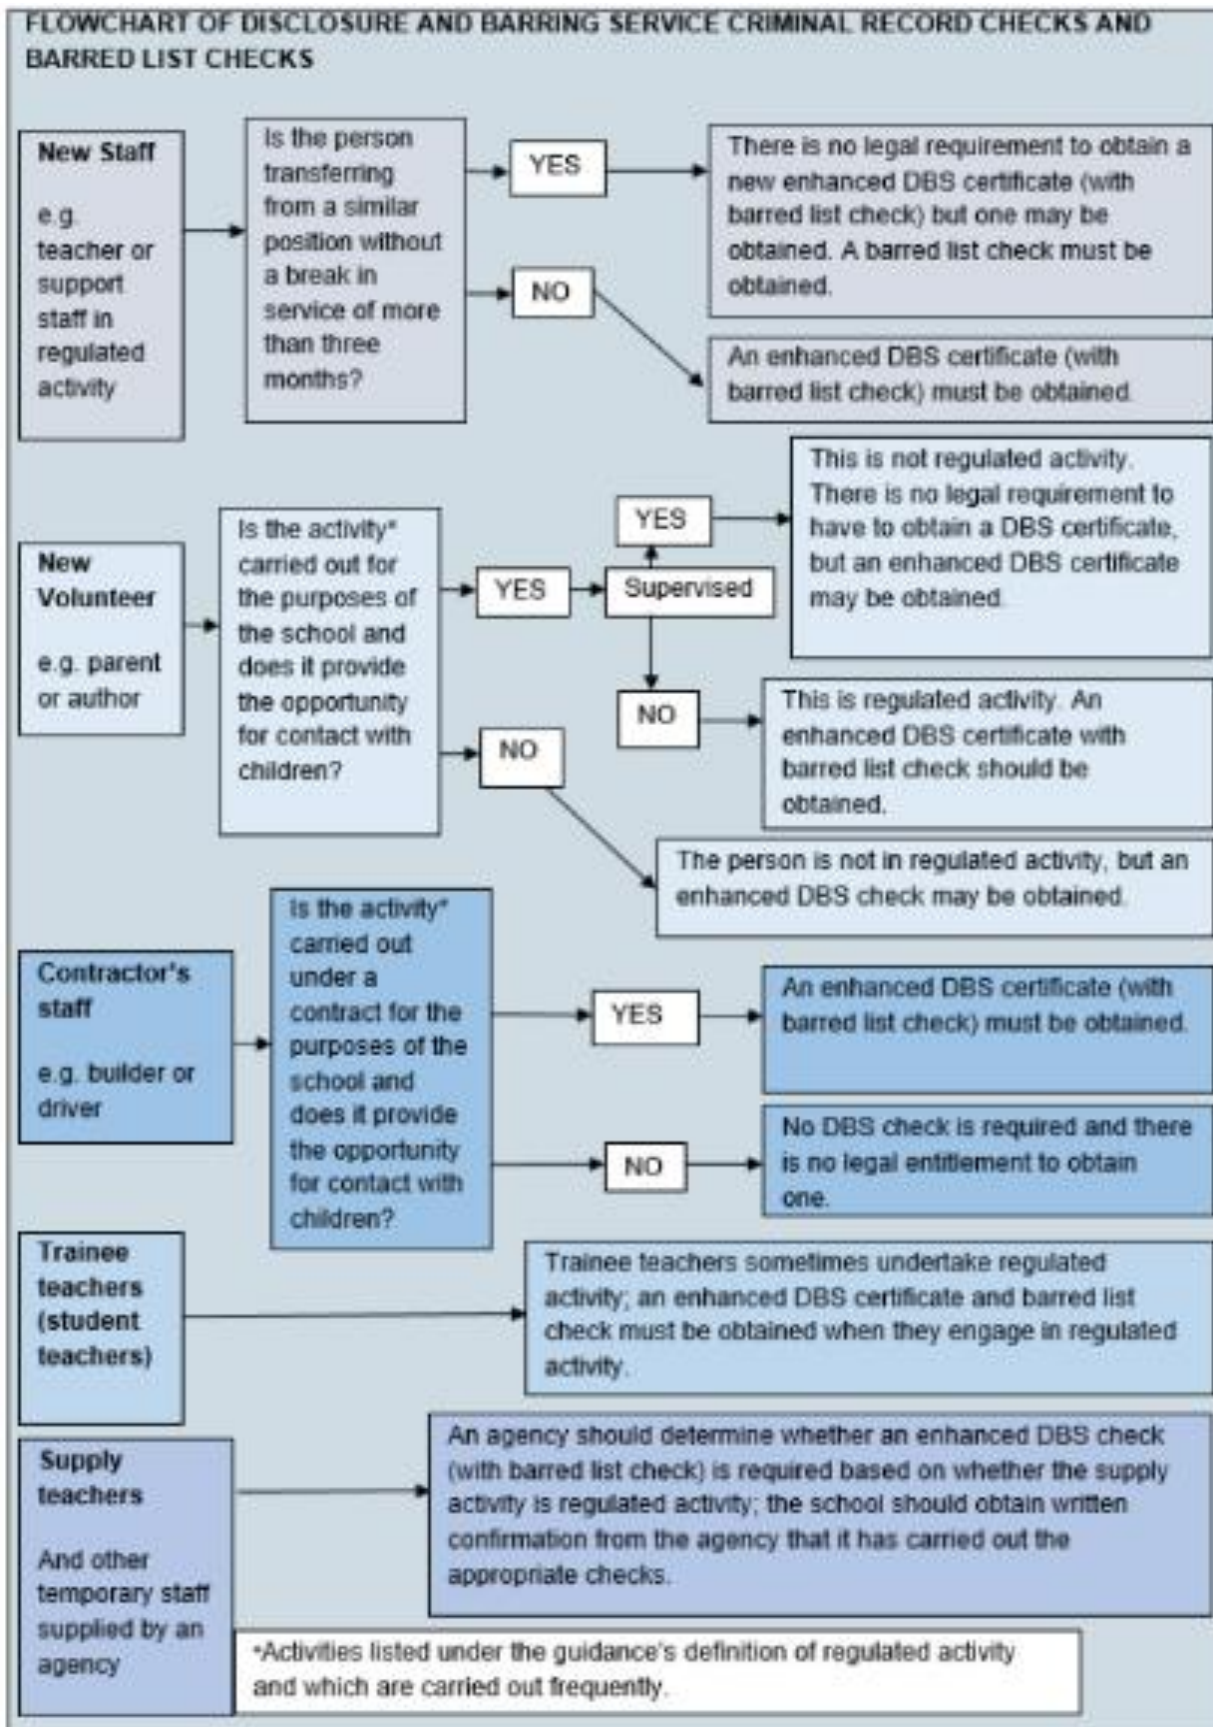 FLOWCHART OF DISCLOSURE AND BARRING SERVICE CRIMINAL RECORD CHECKS AND
BARRED LIST CHECKS
New Staff
e.g.
teacher or
support
staff in
regulated
activity
Is the person
transferring
from a similar
position without
a break in
service of more
than three
months?
YES
There is no legal requirement to obtain a
new enhanced DBS certificate (with
barred list check) but one may be
obtained. A barred list check must be
obtained.
NO
An enhanced DBS certificate (with
barred list check) must be obtained.
New
Volunteer
e.g. parent
or author
Is the activity*
carried out for
the purposes of
the school and
does it provide
the opportunity
for contact with
children?
YES
Supervised
YES
This is not regulated activity.
There is no legal requirement to
have to obtain a DBS certificate,
but an enhanced DBS certificate
may be obtained.
NO
This is regulated activity. An
enhanced DBS certificate with
barred list check should be
obtained.
NO
The person is not in regulated activity, but an
enhanced DBS check may be obtained.
Contractor's
staff
e.g. builder or
driver
Is the activity*
carried out
under a
contract for the
purposes of the
school and
does it provide
the opportunity
for contact with
children?
YES
An enhanced DBS certificate (with
barred list check) must be obtained.
NO
No DBS check is required and there
is no legal entitlement to obtain
one.
Trainee
teachers
(student
teachers)
Trainee teachers sometimes undertake regulated
activity; an enhanced DBS certificate and barred list
check must be obtained when they engage in regulated
activity.
Supply
teachers
And other
temporary staff
supplied by an
agency
An agency should determine whether an enhanced DBS check
(with barred list check) is required based on whether the supply
activity is regulated activity; the school should obtain written
confirmation from the agency that it has carried out the
appropriate checks.
*Activities listed under the guidance's definition of regulated activity
and which are carried out frequently.